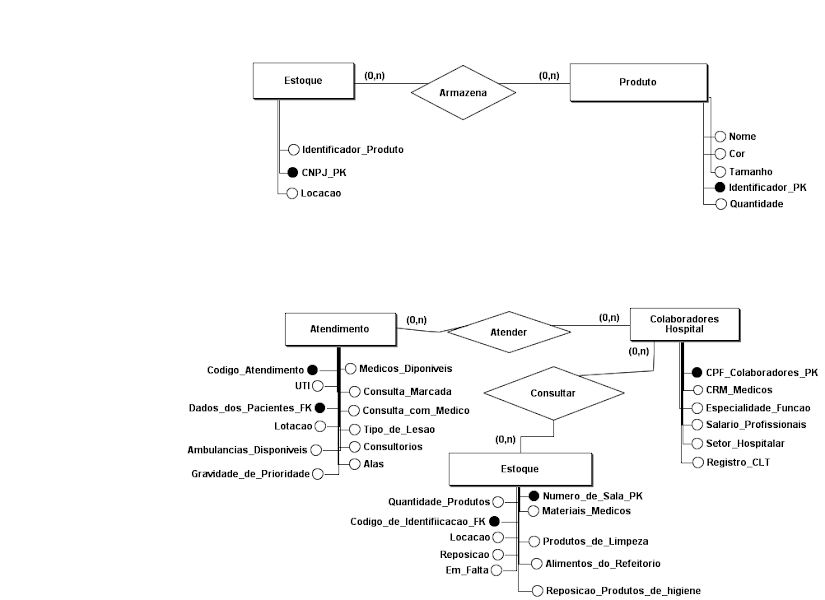 Estoque
(0,n)
Armazena
(0,n)
Produto
Identificador_Produto
CNPJ_PK
Locacao
Nome
Cor
Tamanho
Identificador_PK
Quantidade
Atendimento
(0,n)
Atender
(0,n)
Colaboradores
Hospital
(0,n)
Codigo_Atendimento
UTI
Dados_dos_Pacientes_FK
Lotacao
Ambulancias_Disponiveis
Gravidade_de_Prioridade
Medicos_Diponiveis
Consulta_Marcada
Consulta_com_Medico
Tipo_de_Lesao
Consultorios
Alas
Consultar
CPF_Colaboradores_PK
CRM_Medicos
Especialidade_Funcao
Salario_Profissionais
Setor_Hospitalar
Registro_CLT
(0,n)
Estoque
Quantidade_Produtos
Codigo_de_Identifiicacao_FK
Locacao
Reposicao
Em_Falta
Numero_de_Sala_PK
Materiais_Medicos
Produtos_de_Limpeza
Alimentos_do_Refeitorio
Reposicao_Produtos_de_higiene